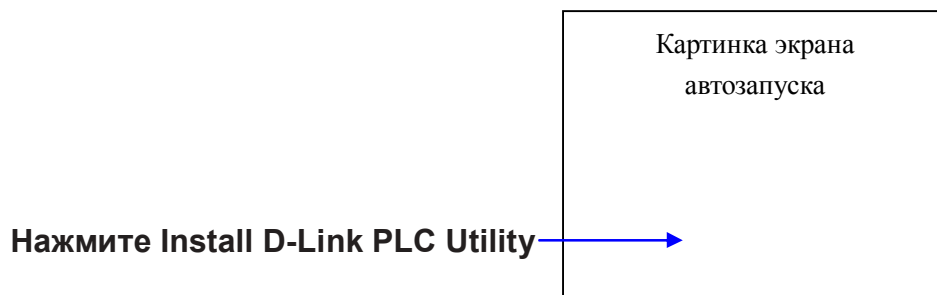 Картинка экрана
автозапуска
Нажмите Install D-Link PLC Utility